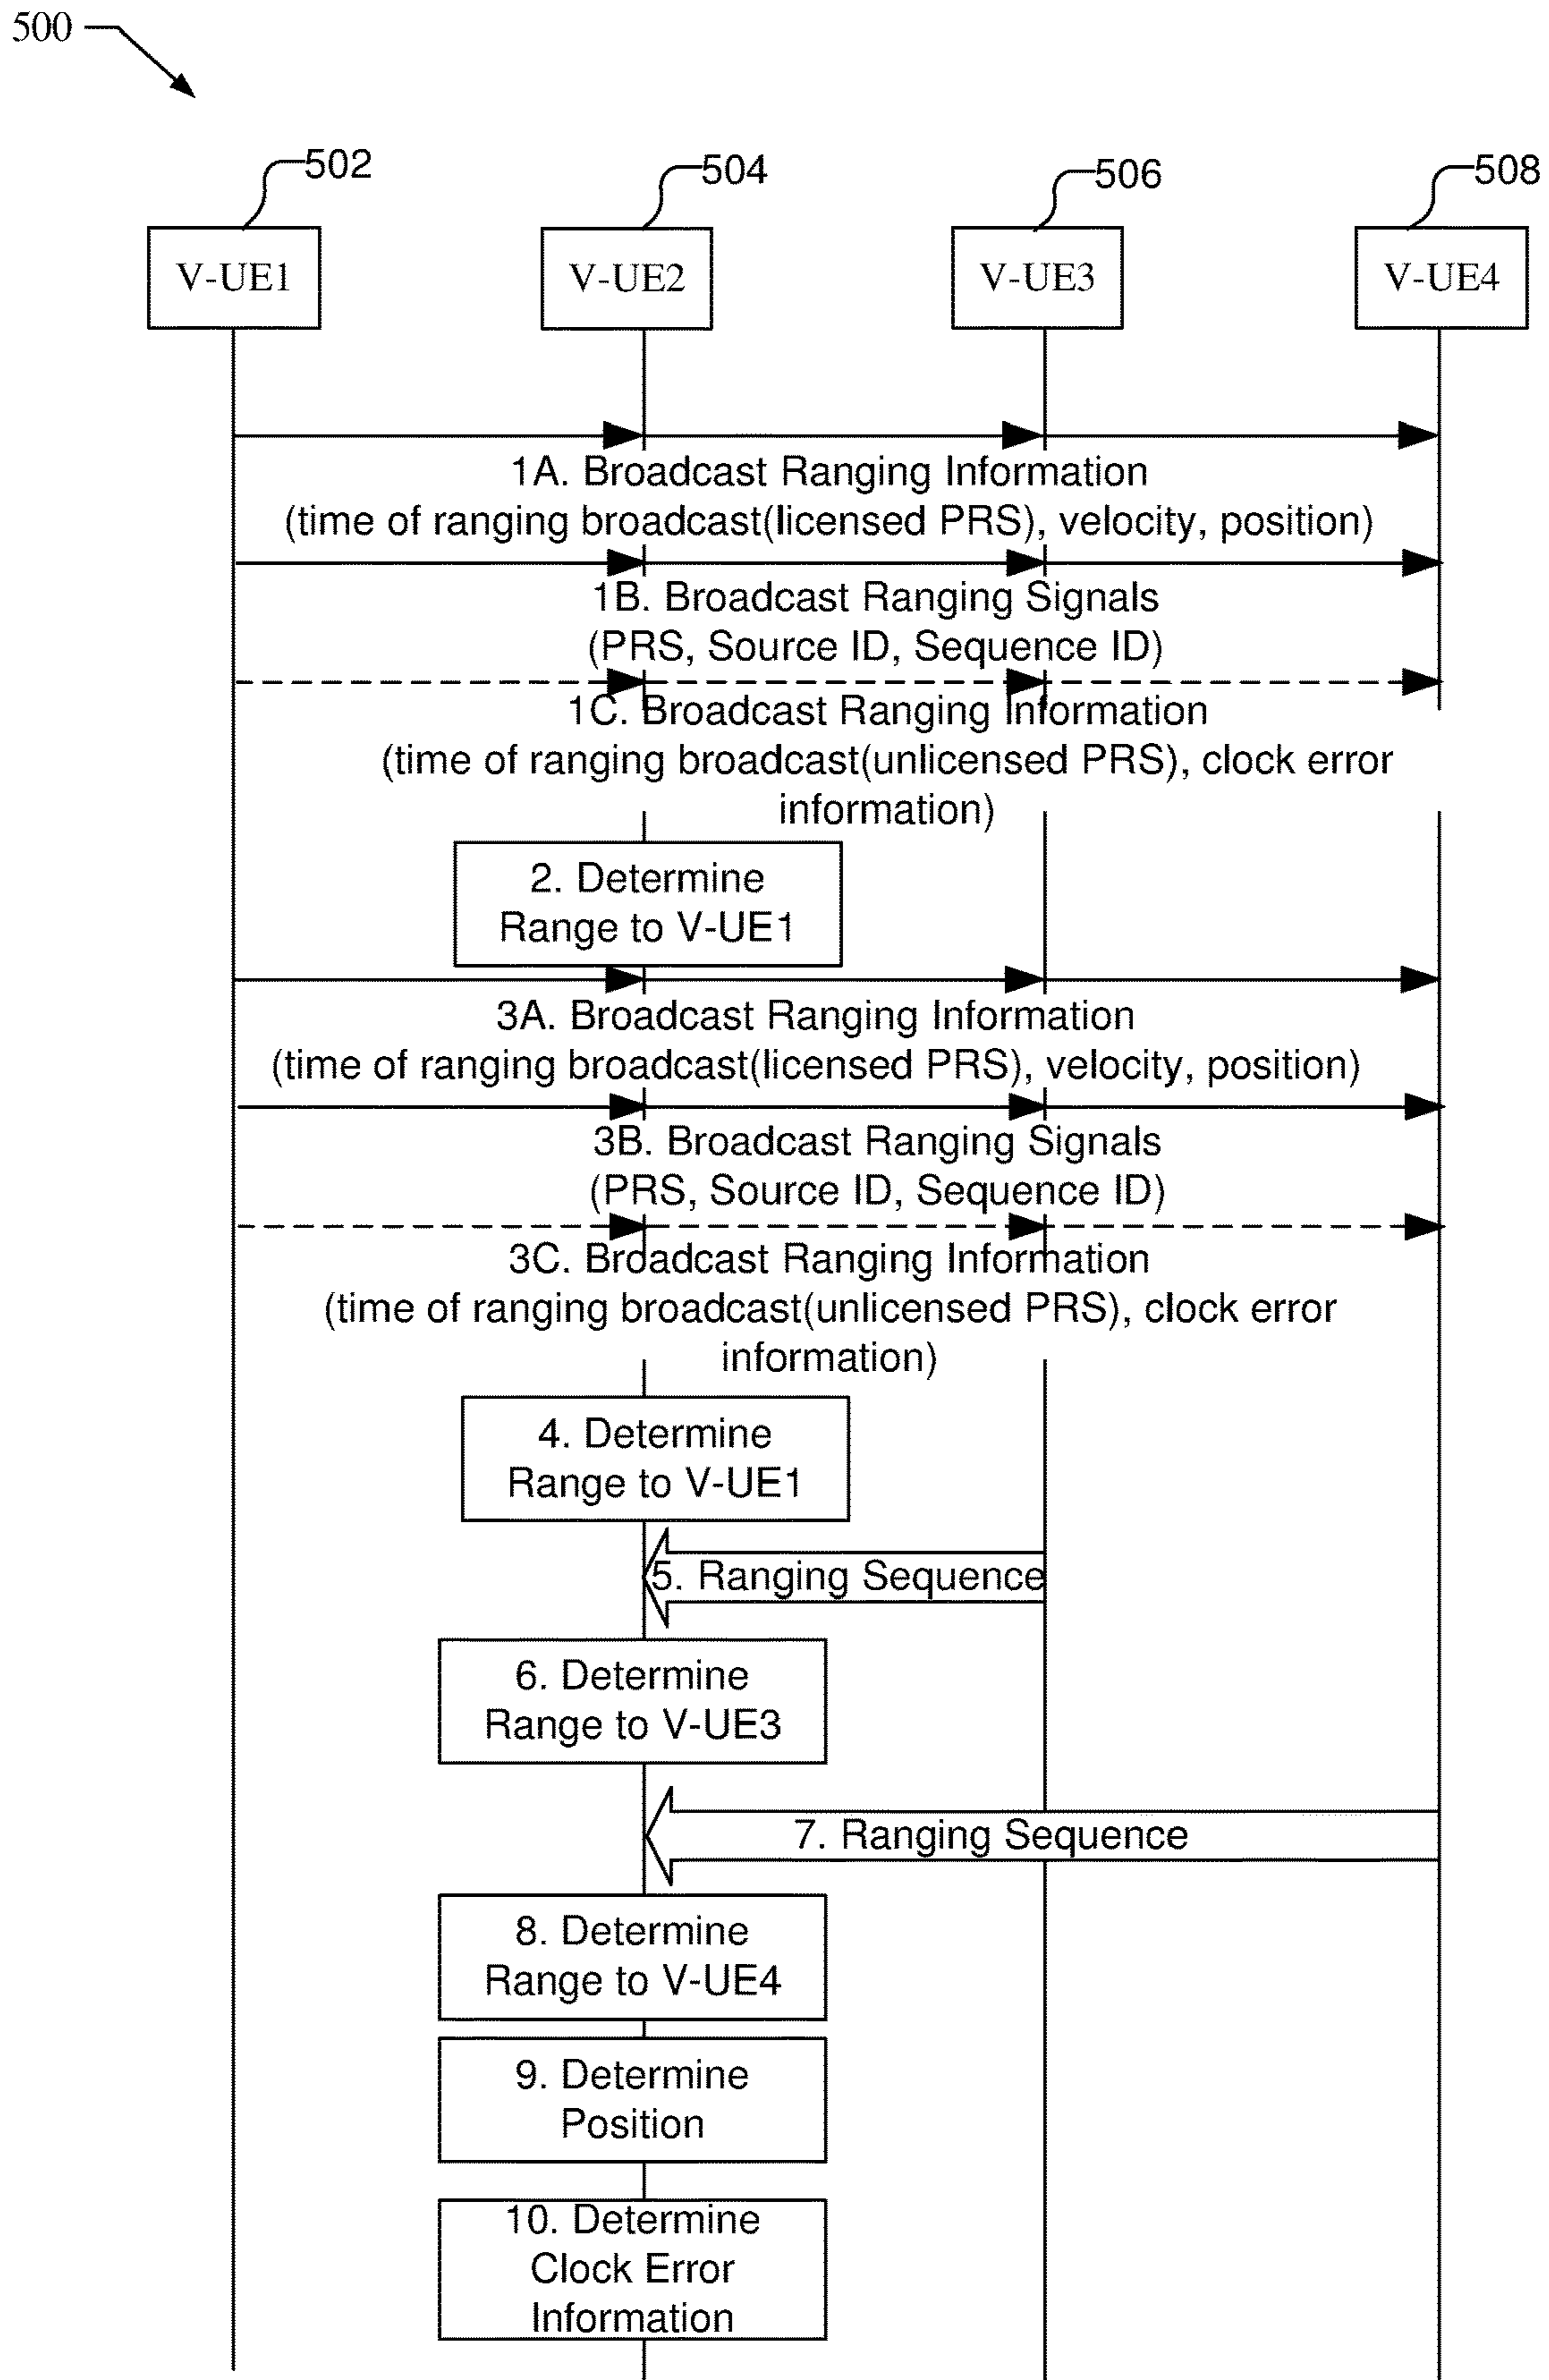 500
502
504
506
508
V-UE1
V-UE2
V-UE3
V-UE4
1A. Broadcast Ranging Information
(time of ranging broadcast(licensed PRS), velocity, position)
1B. Broadcast Ranging Signals
(PRS, Source ID, Sequence ID)
1C. Broadcast Ranging Information
(time of ranging broadcast(unlicensed PRS), clock error
information)
2. Determine
Range to V-UE1
3A. Broadcast Ranging Information
(time of ranging broadcast(licensed PRS), velocity, position)
3B. Broadcast Ranging Signals
(PRS, Source ID, Sequence ID)
3C. Broadcast Ranging Information
(time of ranging broadcast(unlicensed PRS), clock error
information)
4. Determine
Range to V-UE1
5. Ranging Sequence
6. Determine
Range to V-UE3
7. Ranging Sequence
8. Determine
Range to V-UE4
9. Determine
Position
10. Determine
Clock Error
Information